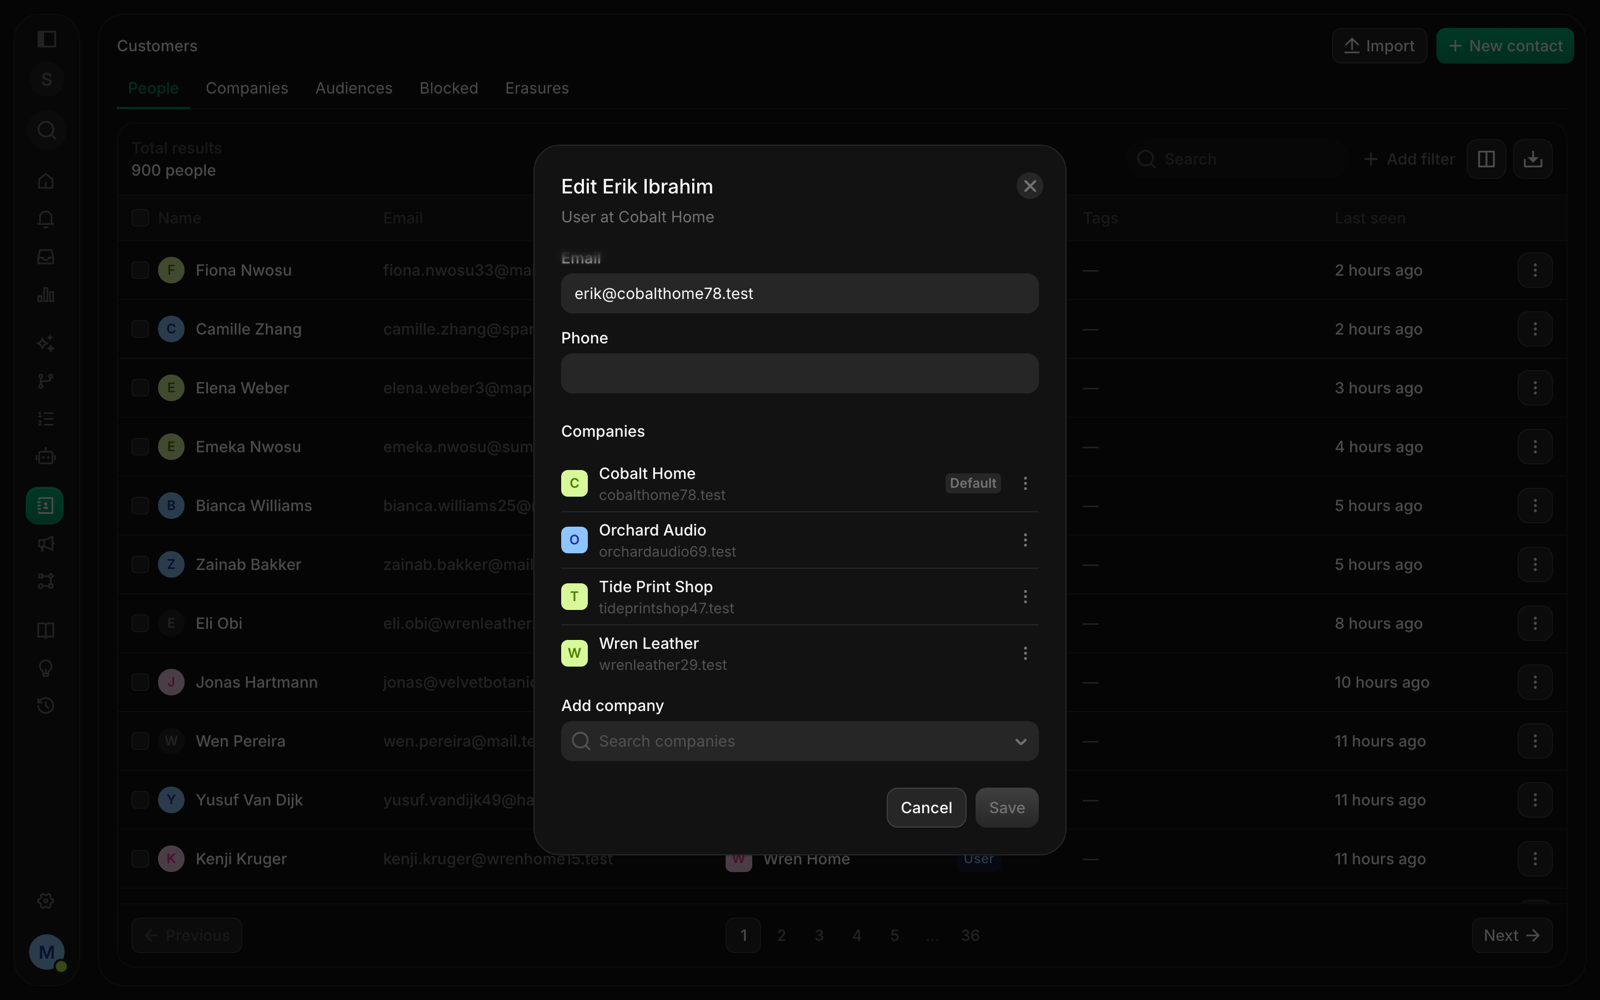 Customers
Import
+ New contact
S
People
Companies
Audiences
Blocked
Erasures
Total results
900 people
Search
+ Add filter
Name
Email
Tags
Last seen
F
Fiona Nwosu
fiona.nwosu33@mai
—
2 hours ago
C
Camille Zhang
camille.zhang@spar
—
2 hours ago
E
Elena Weber
elena.weber3@map
—
3 hours ago
E
Emeka Nwosu
emeka.nwosu@sum
—
4 hours ago
B
Bianca Williams
bianca.williams25@
—
5 hours ago
Z
Zainab Bakker
zainab.bakker@mail
—
5 hours ago
E
Eli Obi
eli.obi@wrenleather
—
8 hours ago
J
Jonas Hartmann
jonas@velvetbotanic
—
10 hours ago
W
Wen Pereira
wen.pereira@mail.te
—
11 hours ago
Y
Yusuf Van Dijk
yusuf.vandijk49@ha
—
11 hours ago
K
Kenji Kruger
kenji.kruger@wrenhome15.test
W
Wren Home
User
—
11 hours ago
Edit Erik Ibrahim
User at Cobalt Home
Email
erik@cobalthome78.test
Phone
Companies
C
Cobalt Home
cobalthome78.test
Default
O
Orchard Audio
orchardaudio69.test
T
Tide Print Shop
tideprintshop47.test
W
Wren Leather
wrenleather29.test
Add company
Search companies
Cancel
Save
M
← Previous
1
2
3
4
5
...
36
Next →